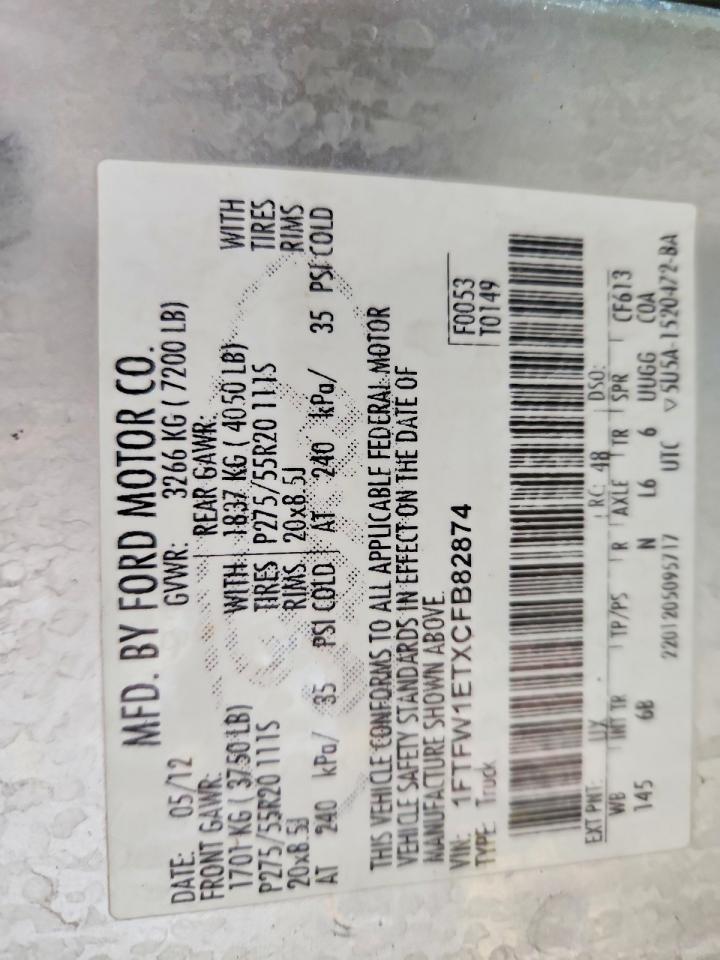 MFD. BY FORD MOTOR CO.
DATE: 05/12 GVWR: 3266 KG ( 7200 LB)
FRONT GAWR: REAR GAWR:
1701 KG ( 3750 LB) WITH 1837 KG ( 4050 LB) WITH
P275/55R20 111S TIRES P275/55R20 111S TIRES
20x8.5J RIMS 20x8.5J RIMS
AT 240 kPa/ 35 PSI COLD AT 240 kPa/ 35 PSI COLD
THIS VEHICLE CONFORMS TO ALL APPLICABLE FEDERAL MOTOR
VEHICLE SAFETY STANDARDS IN EFFECT ON THE DATE OF
MANUFACTURE SHOWN ABOVE.
VIN: 1FTFW1ETXCFB82874 F0053
TYPE: Truck T0149
EXT PNT: UX RC: 48 DSO:
WB INT TR TP/PS R AXLE TR SPR CF613
145 6B N L6 6 UUGG COA
2201205095717 UTC ▽5U5A-1520472-BA